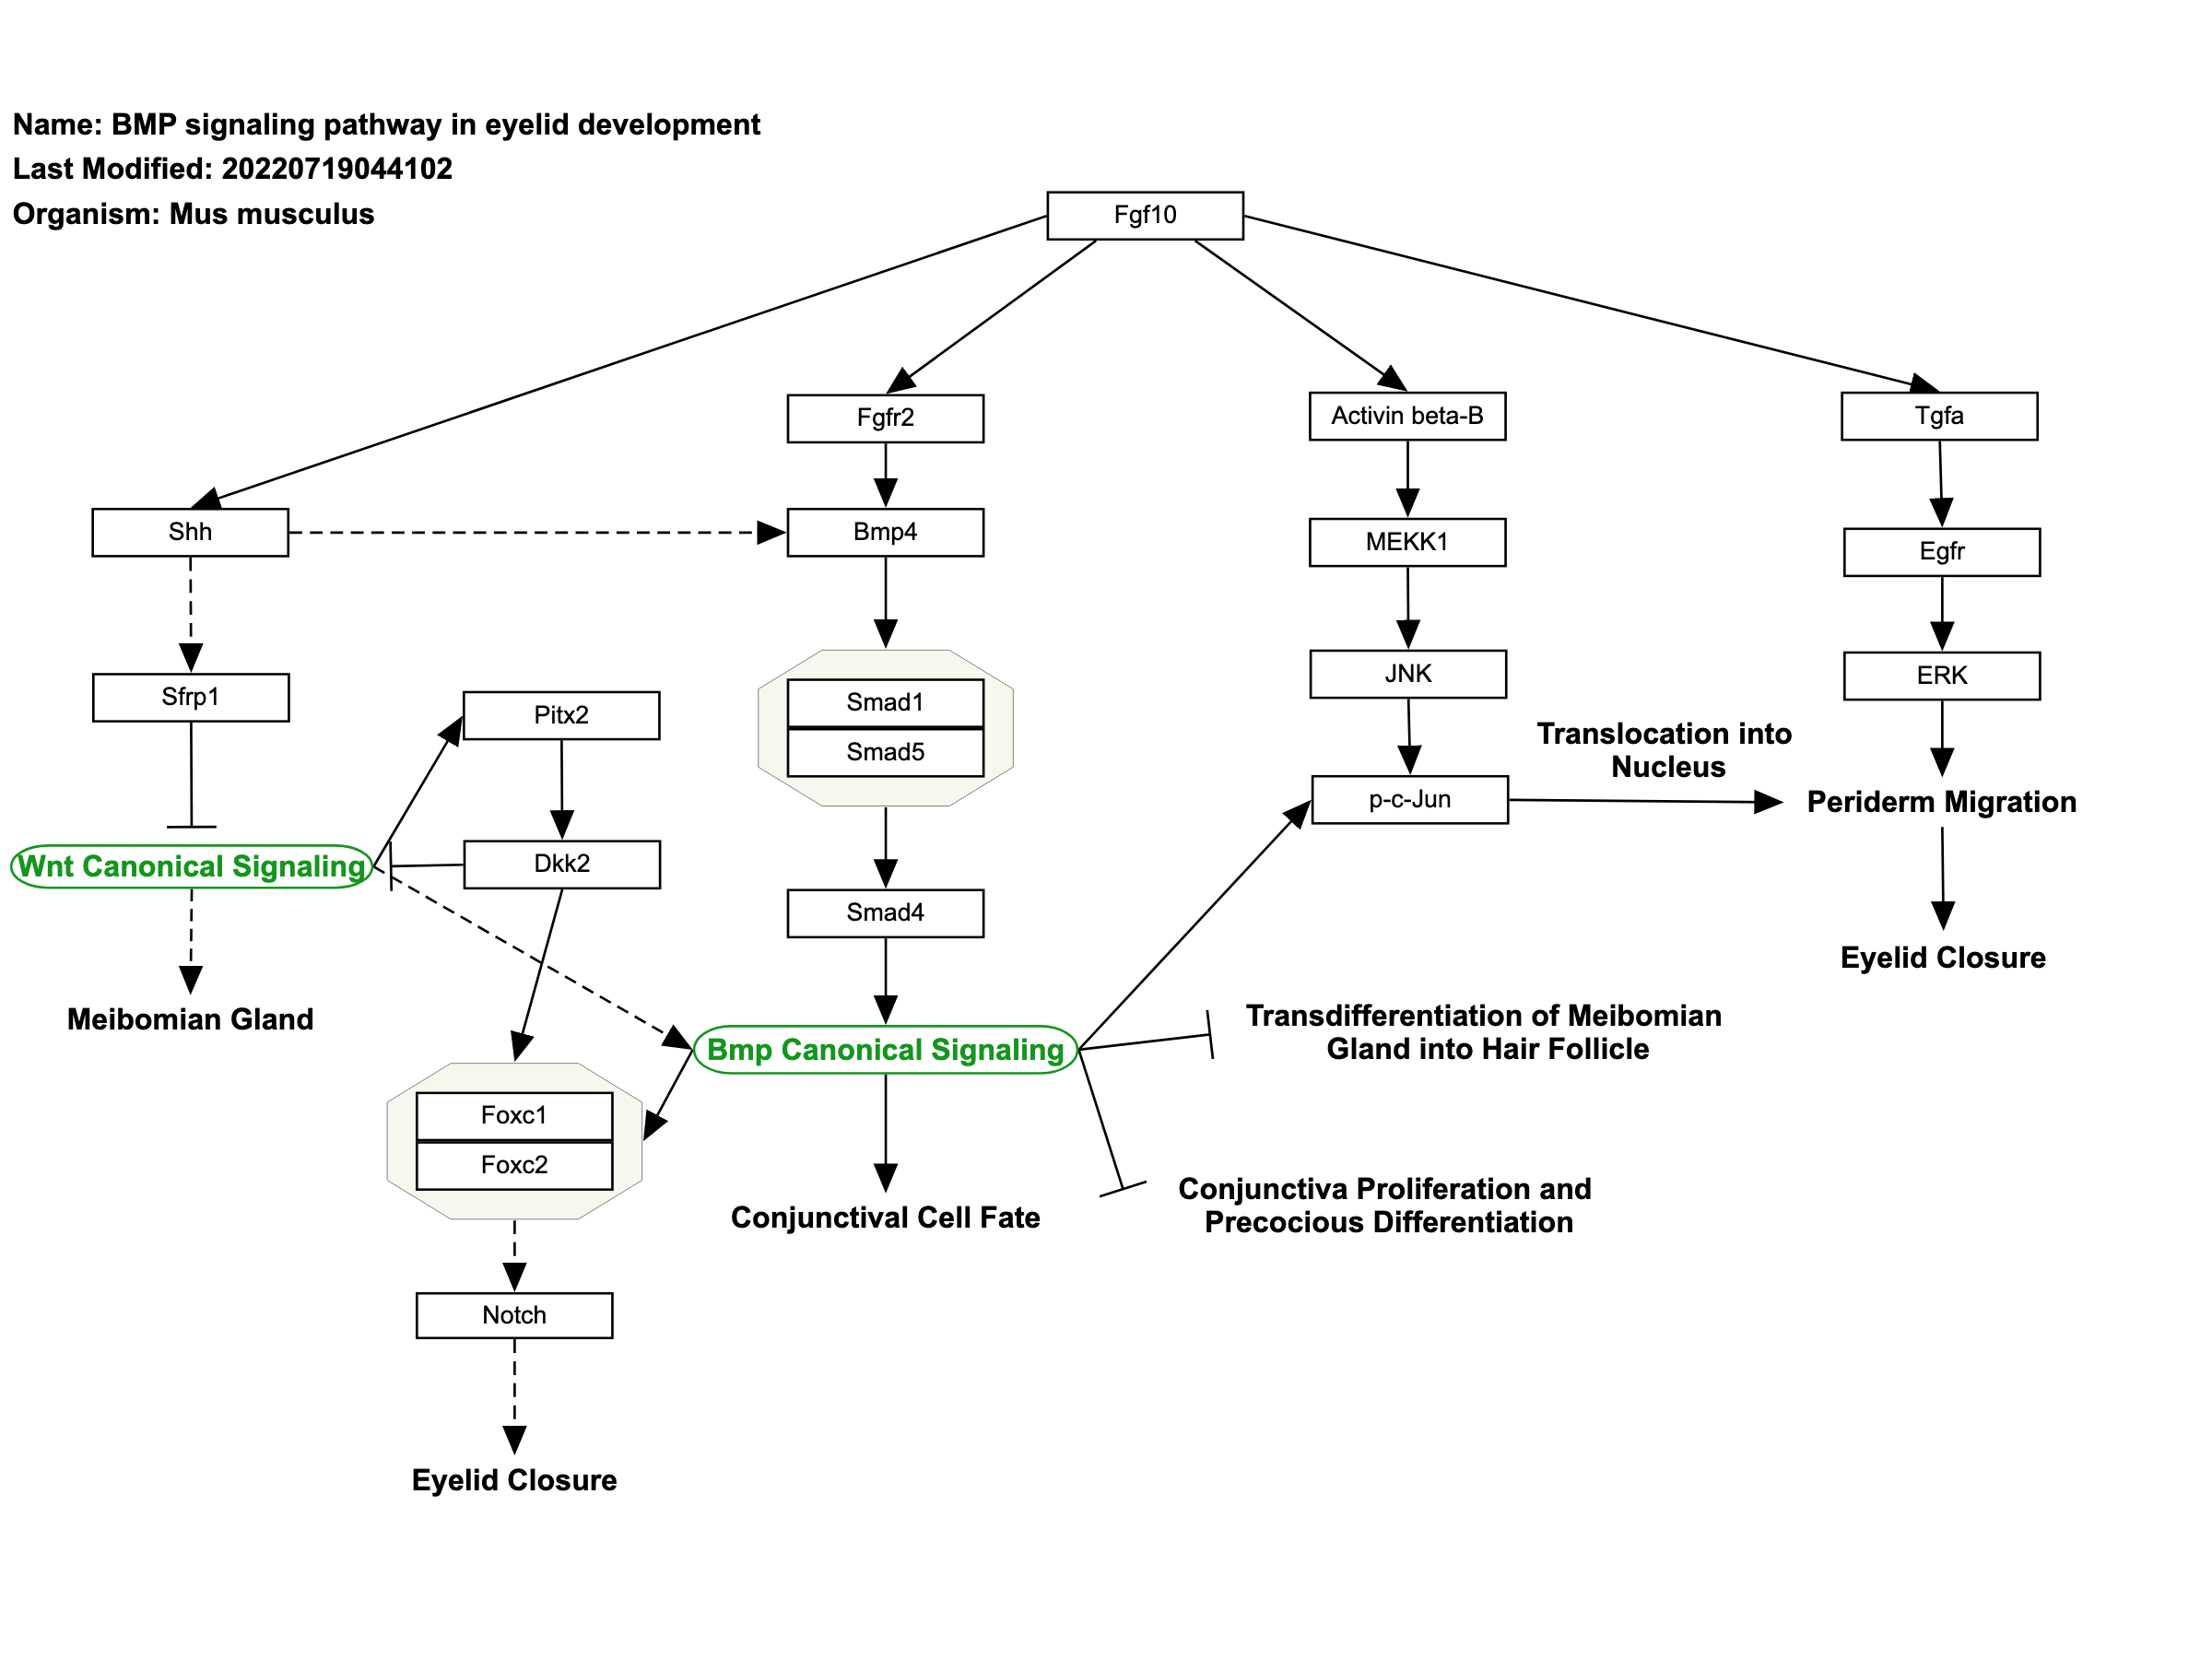 Name: BMP signaling pathway in eyelid development
Last Modified: 20220719044102
Organism: Mus musculus
Fgf10
Fgfr2
Activin beta-B
Tgfa
Shh
Bmp4
MEKK1
Egfr
Sfrp1
Pitx2
Smad1
Smad5
JNK
ERK
Translocation into
Nucleus
p-c-Jun
Periderm Migration
Wnt Canonical Signaling
Dkk2
Smad4
Eyelid Closure
Meibomian Gland
Bmp Canonical Signaling
Transdifferentiation of Meibomian
Gland into Hair Follicle
Foxc1
Foxc2
Conjunctival Cell Fate
Conjunctiva Proliferation and
Precocious Differentiation
Notch
Eyelid Closure